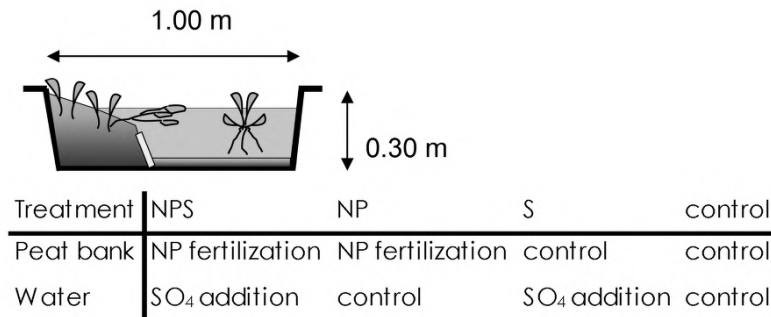 1.00 m
0.30 m
Treatment NPS NP S control
Peat bank NP fertilization NP fertilization control control
Water SO₄ addition control SO₄ addition control